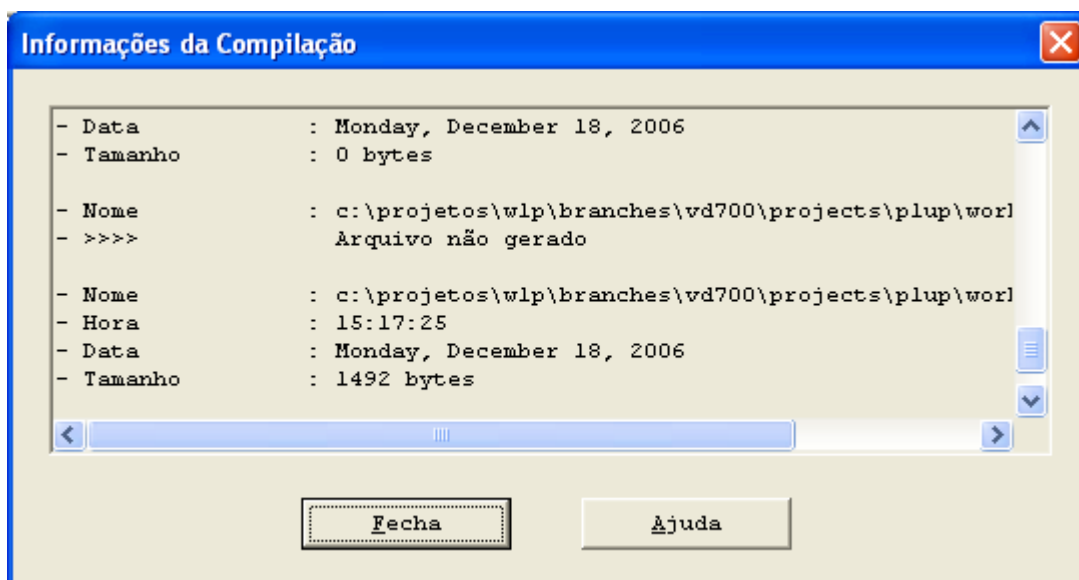 Informações da Compilação
- Data : Monday, December 18, 2006
- Tamanho : 0 bytes
- Nome : c:\projetos\wlp\branches\vd700\projects\plup\worl
- >>>> Arquivo não gerado
- Nome : c:\projetos\wlp\branches\vd700\projects\plup\worl
- Hora : 15:17:25
- Data : Monday, December 18, 2006
- Tamanho : 1492 bytes
Fecha
Ajuda